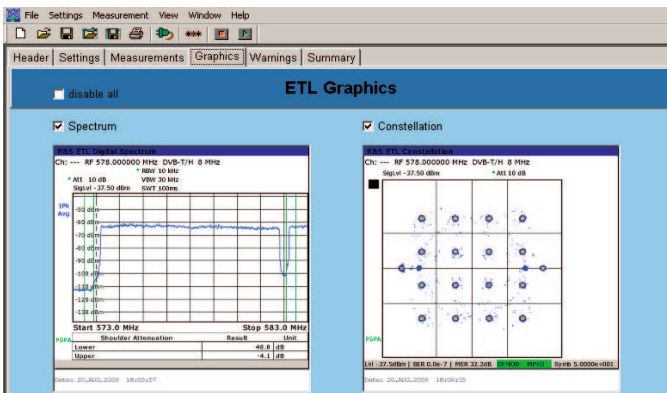 File Settings Measurement View Window Help
Header Settings Measurements Graphics Warnings Summary
ETL Graphics
disable all
Spectrum
R&S ETL Digital Spectrum
Ch: --- RF 578.000000 MHz DVB-T/H 8 MHz
* RBW 10 kHz
* Att 10 dB VBW 30 kHz
SigLvl -37.50 dBm SWT 100ms
1Pk
Avg
-50 dBm
-60 dBm
-70 dBm
-80 dBm
-90 dBm
-100 dBm
-110 dBm
-120 dBm
-130 dBm
Start 573.0 MHz Stop 583.0 MHz
PSPA
Shoulder Attenuation Result Unit
Lower 46.8 dB
Upper -4.1 dB
Date: 20.AUG.2009 18:05:57
Constellation
R&S ETL Constellation
Ch: --- RF 578.000000 MHz DVB-T/H 8 MHz
SigLvl -37.50 dBm * Att 10 dB
PSPA
Lvl -37.5dBm | BER 0.0e-7 | MER 32.2dB DEMOD MPEG Symb 5.0000e+001
Date: 20.AUG.2009 18:06:03